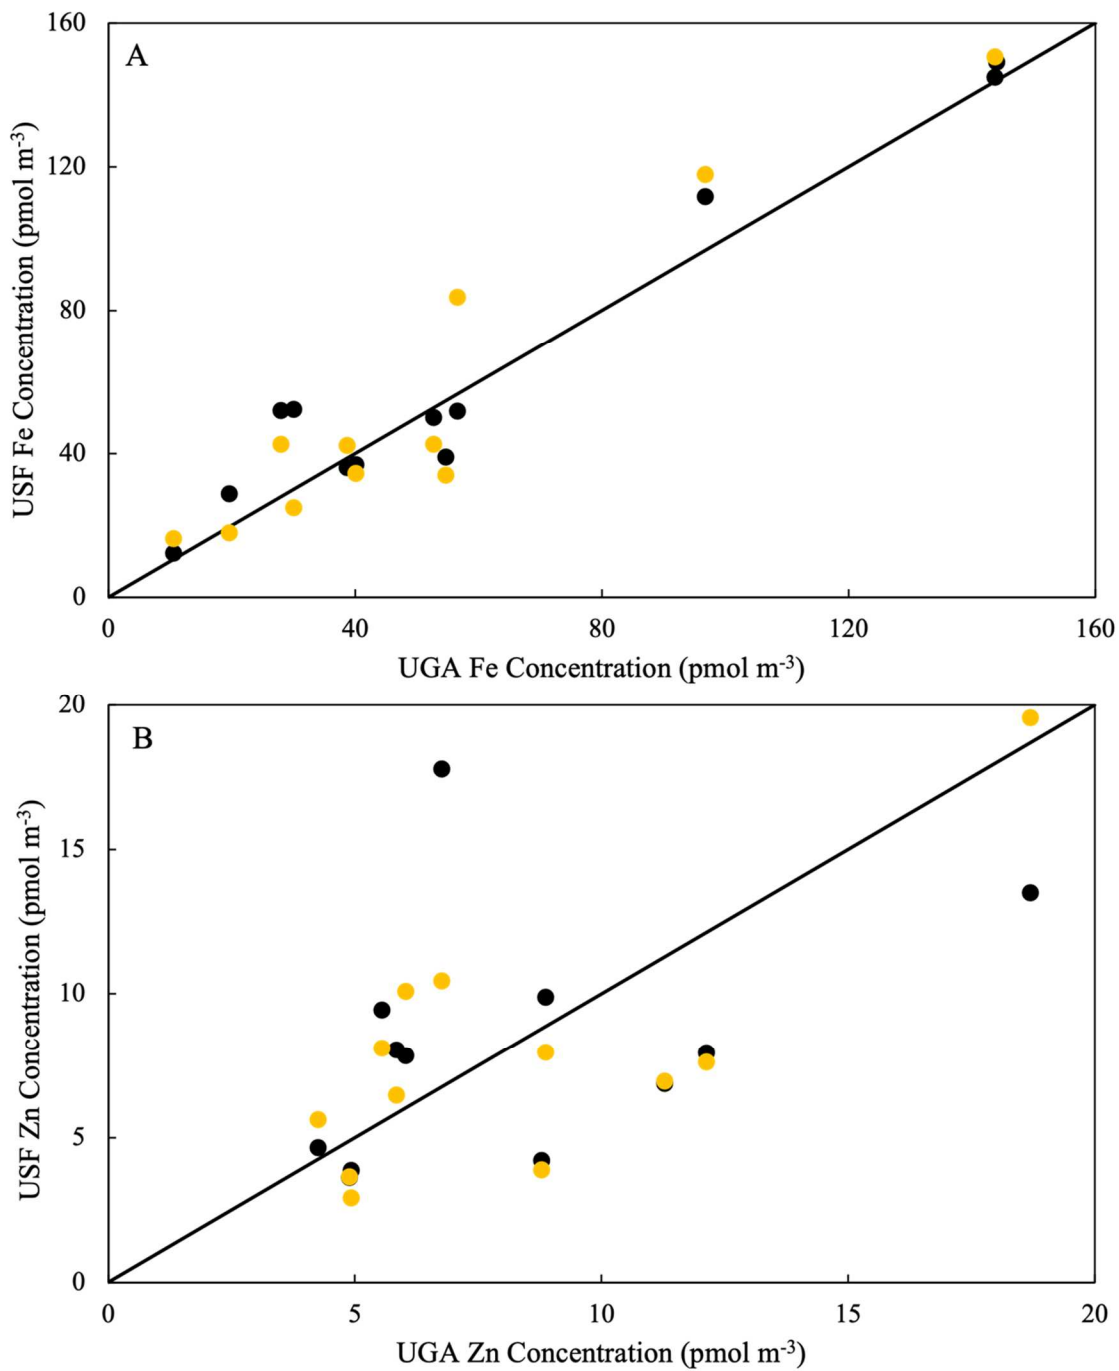 A
160
120
80
40
0
USF Fe Concentration (pmol m-3)
0 40 80 120 160
UGA Fe Concentration (pmol m-3)
B
20
15
10
5
0
USF Zn Concentration (pmol m-3)
0 5 10 15 20
UGA Zn Concentration (pmol m-3)